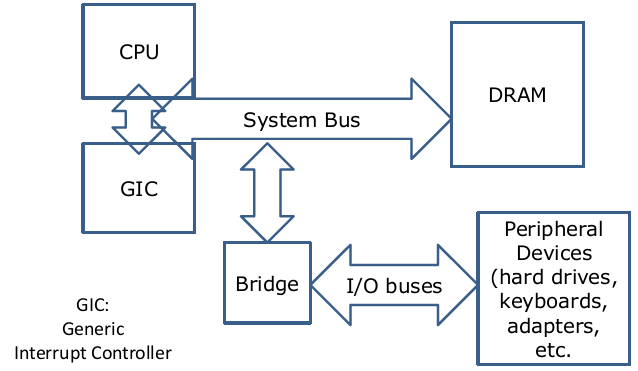 CPU
System Bus
DRAM
GIC
Bridge
I/O buses
Peripheral
Devices
(hard drives,
keyboards,
adapters,
etc.
GIC:
Generic
Interrupt Controller